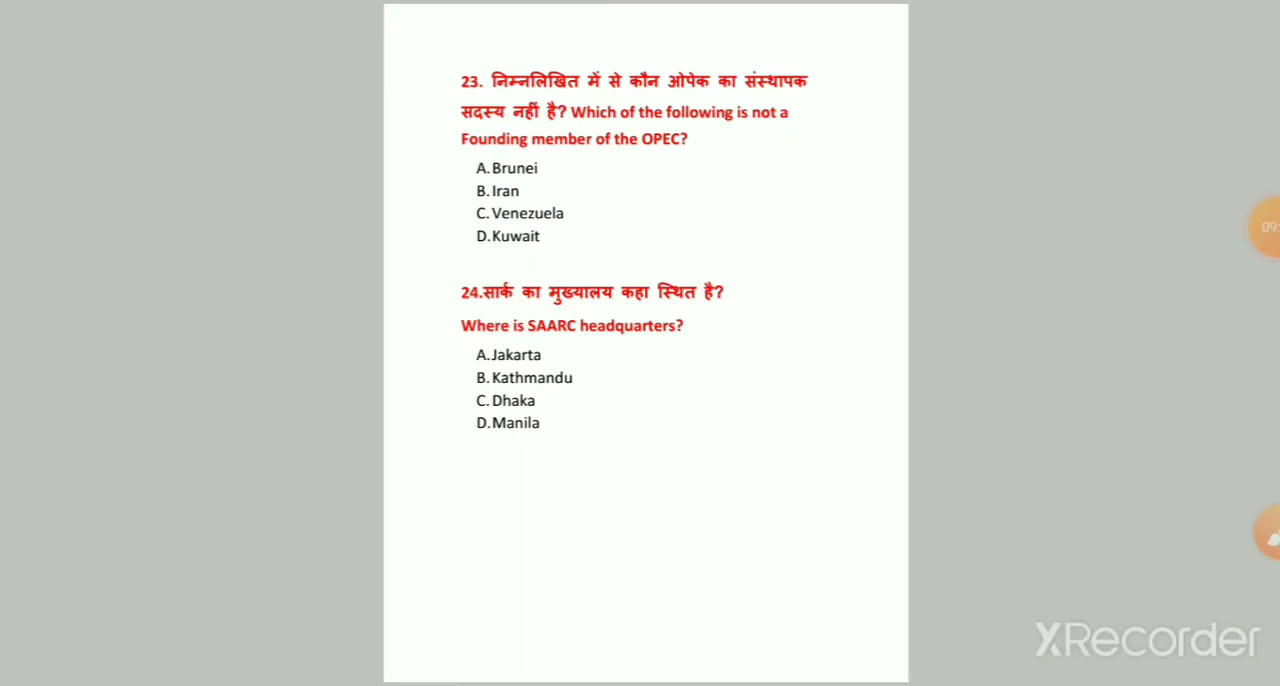 23. निम्नलिखित में से कौन ओपेक का संस्थापक
सदस्य नहीं है? Which of the following is not a
Founding member of the OPEC?
A. Brunei
B. Iran
C. Venezuela
D. Kuwait
24.सार्क का मुख्यालय कहा स्थित है?
Where is SAARC headquarters?
A. Jakarta
B. Kathmandu
C. Dhaka
D. Manila
09:
XRecorder